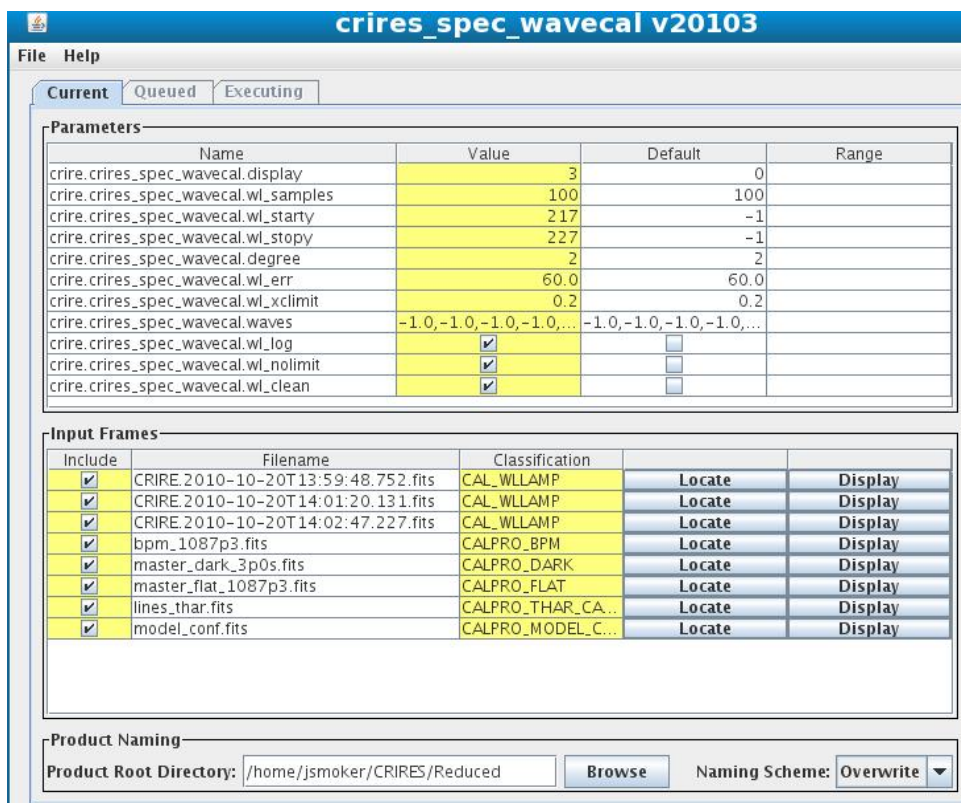 crires_spec_wavecal v20103
File Help
Current Queued Executing
Parameters
Name Value Default Range
crire.crires_spec_wavecal.display 3 0
crire.crires_spec_wavecal.wl_samples 100 100
crire.crires_spec_wavecal.wl_starty 217 -1
crire.crires_spec_wavecal.wl_stopy 227 -1
crire.crires_spec_wavecal.degree 2 2
crire.crires_spec_wavecal.wl_err 60.0 60.0
crire.crires_spec_wavecal.wl_xclimit 0.2 0.2
crire.crires_spec_wavecal.waves -1.0,-1.0,-1.0,-1.0,... -1.0,-1.0,-1.0,-1.0,...
crire.crires_spec_wavecal.wl_log
crire.crires_spec_wavecal.wl_nolimit
crire.crires_spec_wavecal.wl_clean
Input Frames
Include Filename Classification
CRIRE.2010-10-20T13:59:48.752.fits CAL_WLLAMP Locate Display
CRIRE.2010-10-20T14:01:20.131.fits CAL_WLLAMP Locate Display
CRIRE.2010-10-20T14:02:47.227.fits CAL_WLLAMP Locate Display
bpm_1087p3.fits CALPRO_BPM Locate Display
master_dark_3p0s.fits CALPRO_DARK Locate Display
master_flat_1087p3.fits CALPRO_FLAT Locate Display
lines_thar.fits CALPRO_THAR_CA... Locate Display
model_conf.fits CALPRO_MODEL_C... Locate Display
Product Naming
Product Root Directory: /home/jsmoker/CRIRES/Reduced Browse Naming Scheme: Overwrite